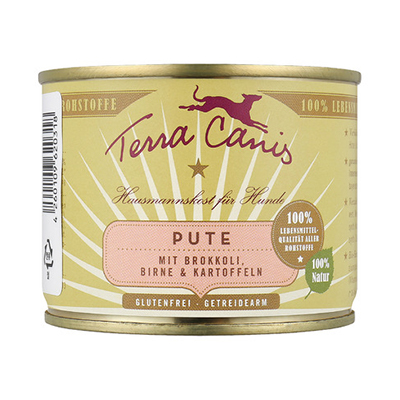 ROHSTOFFE
100% LEBENSM
Terra Canis
Hausmannskost für Hunde
PUTE
MIT BROKKOLI,
BIRNE & KARTOFFELN
100%
LEBENSMITTEL-
QUALITÄT ALLER
ROHSTOFFE
100%
Natur
GLUTENFREI - GETREIDEARM